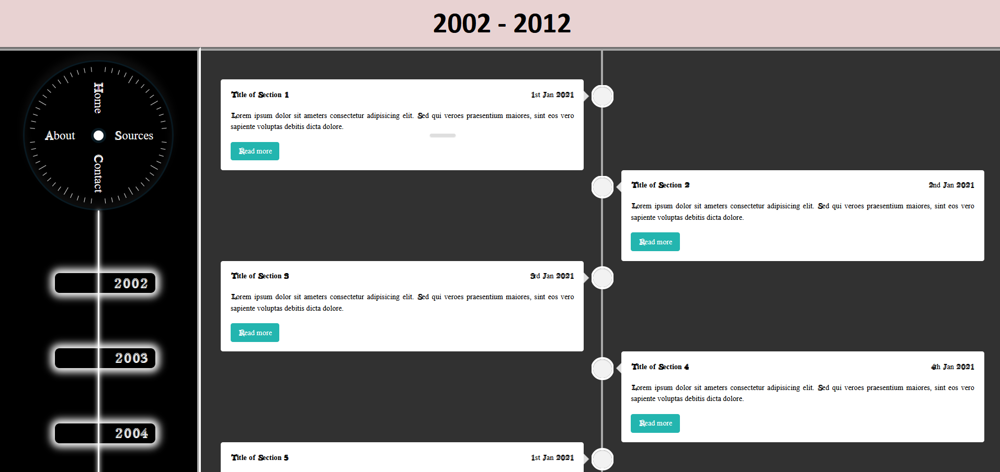 2002 - 2012
Home
About
Sources
Contact
2002
2003
2004
Title of Section 1
1st Jan 2021
Lorem ipsum dolor sit ameters consectetur adipisicing elit. Sed qui veroes praesentium maiores, sint eos vero
sapiente voluptas debitis dicta dolore.
Read more
Title of Section 2
2nd Jan 2021
Lorem ipsum dolor sit ameters consectetur adipisicing elit. Sed qui veroes praesentium maiores, sint eos vero
sapiente voluptas debitis dicta dolore.
Read more
Title of Section 3
3rd Jan 2021
Lorem ipsum dolor sit ameters consectetur adipisicing elit. Sed qui veroes praesentium maiores, sint eos vero
sapiente voluptas debitis dicta dolore.
Read more
Title of Section 4
4th Jan 2021
Lorem ipsum dolor sit ameters consectetur adipisicing elit. Sed qui veroes praesentium maiores, sint eos vero
sapiente voluptas debitis dicta dolore.
Read more
Title of Section 5
1st Jan 2021